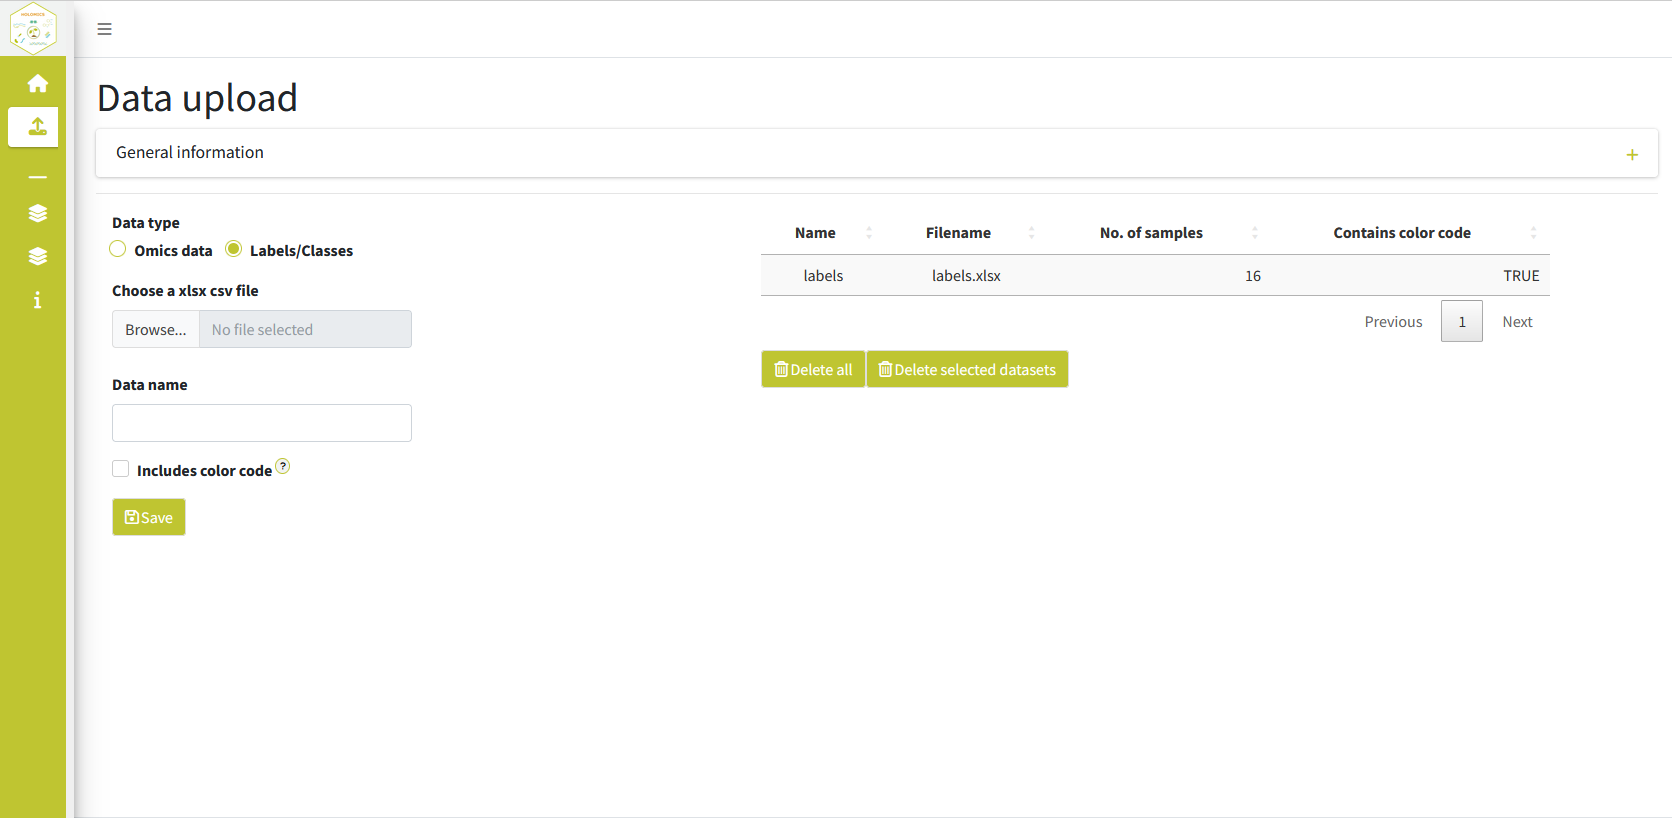 HOLOMICS
Data upload
General information
+
Data type
Omics data Labels/Classes
Choose a xlsx csv file
Browse... No file selected
Data name
Includes color code ?
Save
Name Filename No. of samples Contains color code
labels labels.xlsx 16 TRUE
Previous 1 Next
Delete all Delete selected datasets